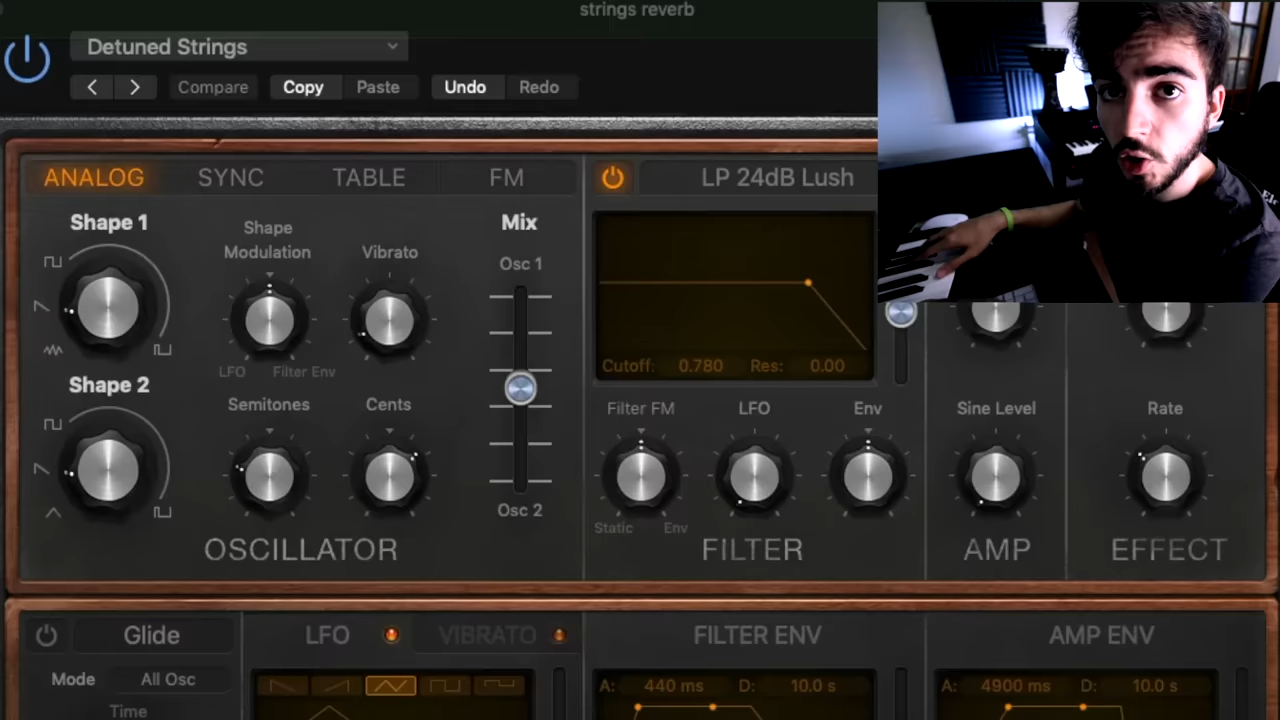 strings reverb
Detuned Strings
Compare Copy Paste Undo Redo
ANALOG SYNC TABLE FM
LP 24dB Lush
Shape 1
Shape Modulation
Vibrato
Mix
Osc 1
LFO Filter Env
Cutoff: 0.780 Res: 0.00
Shape 2
Semitones
Cents
Osc 2
Filter FM LFO Env
Sine Level
Rate
Static Env
OSCILLATOR
FILTER
AMP
EFFECT
Glide
LFO VIBRATO
FILTER ENV
AMP ENV
Mode All Osc
Time
A: 440 ms D: 10.0 s
A: 4900 ms D: 10.0 s